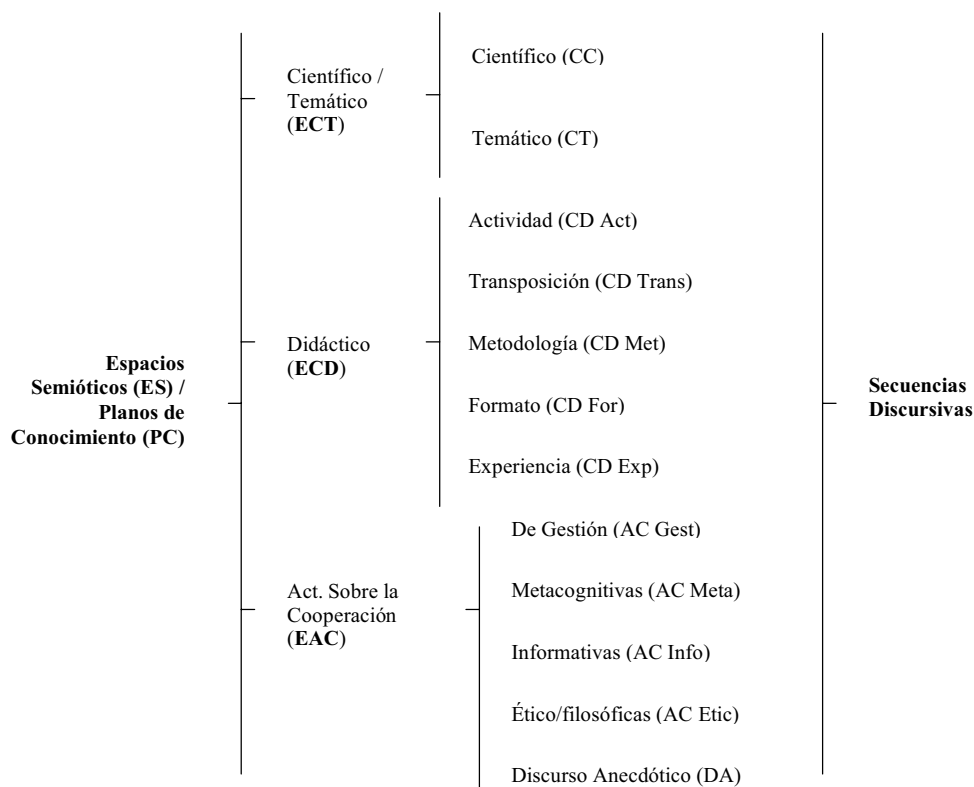 Espacios
Semióticos (ES) /
Planos de
Conocimiento (PC)
Científico /
Temático
(ECT)
Científico (CC)
Temático (CT)
Didáctico
(ECD)
Actividad (CD Act)
Transposición (CD Trans)
Metodología (CD Met)
Formato (CD For)
Experiencia (CD Exp)
Act. Sobre la
Cooperación
(EAC)
De Gestión (AC Gest)
Metacognitivas (AC Meta)
Informativas (AC Info)
Ético/filosóficas (AC Etic)
Discurso Anecdótico (DA)
Secuencias
Discursivas